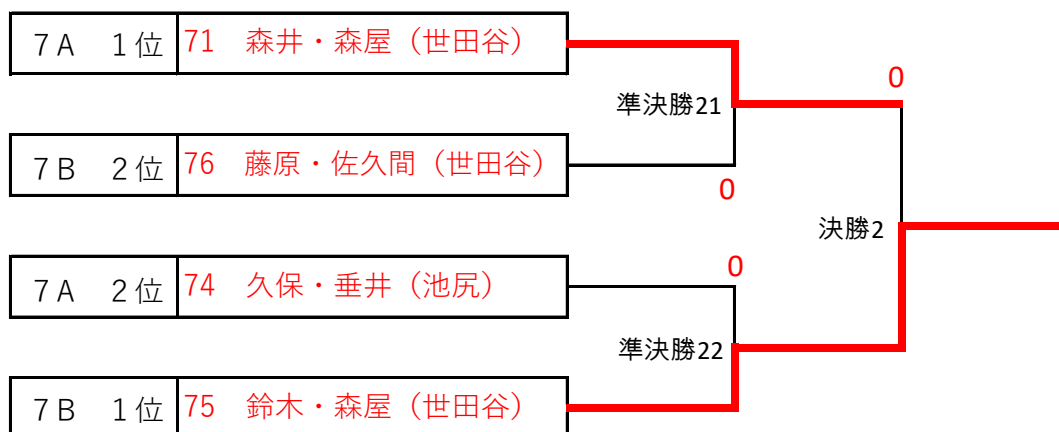 7A 1位 71 森井・森屋（世田谷）
0
準決勝21
7B 2位 76 藤原・佐久間（世田谷）
0
決勝2
0
7A 2位 74 久保・垂井（池尻）
準決勝22
7B 1位 75 鈴木・森屋（世田谷）